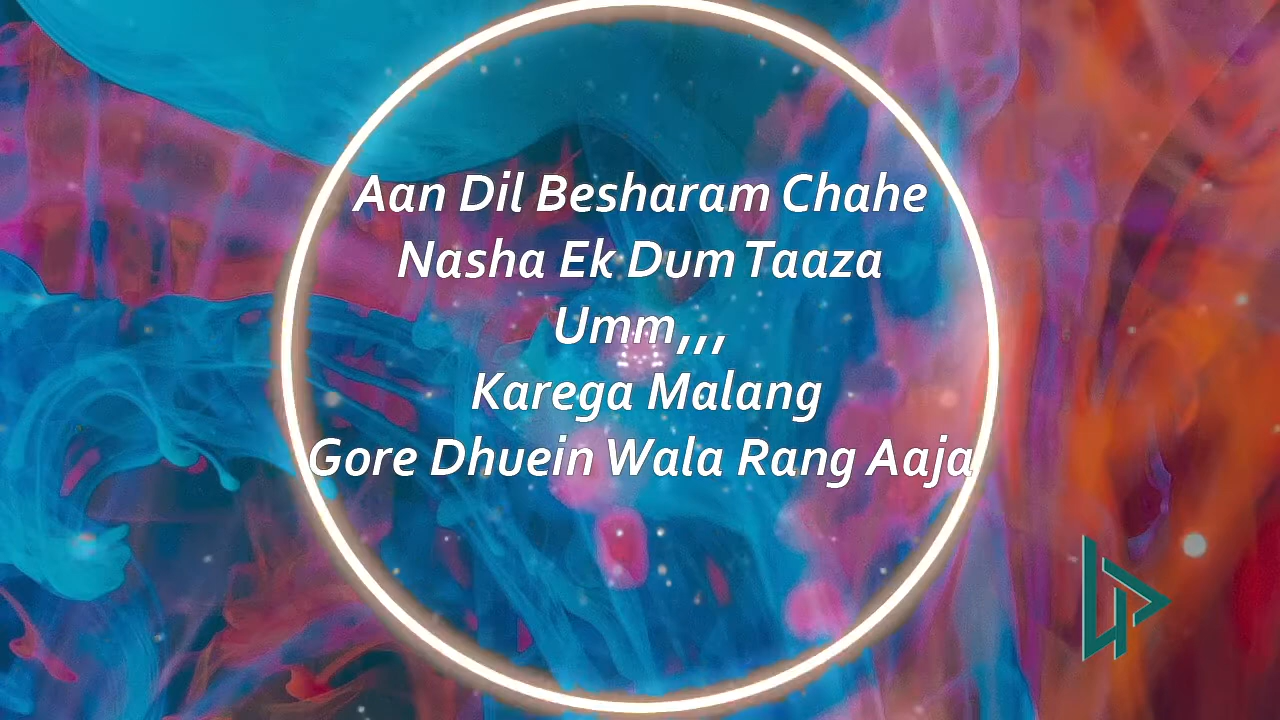 Aan Dil Besharam Chahe
Nasha Ek Dum Taaza
Umm,,,
Karega Malang
Gore Dhuein Wala Rang Aaja